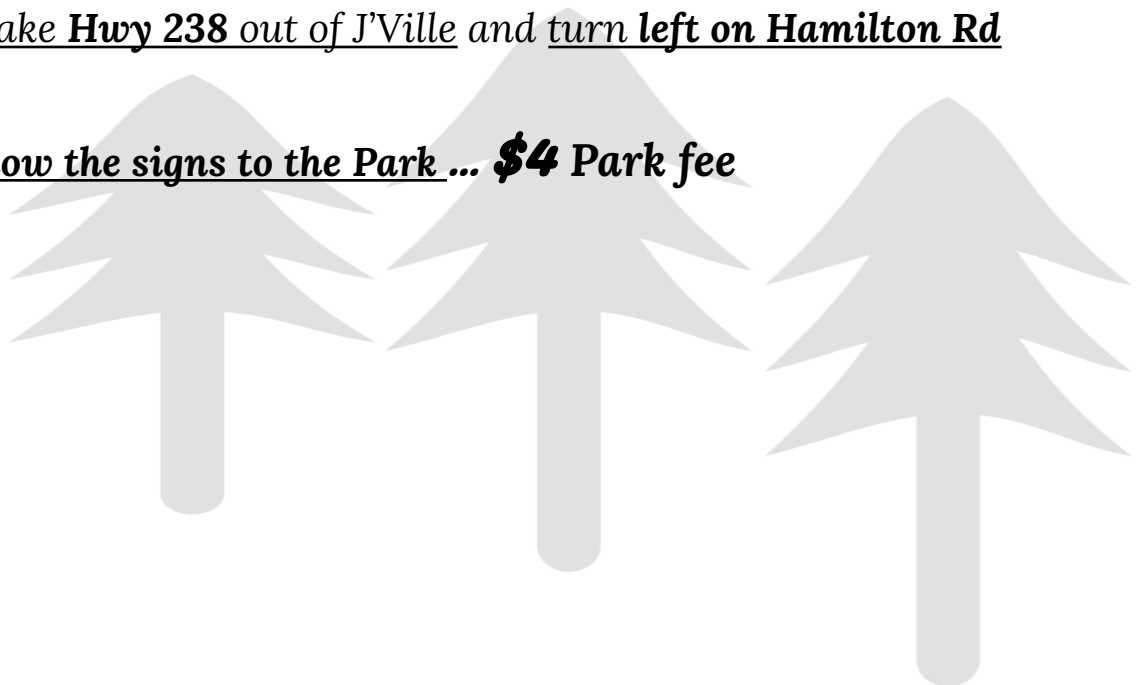 ake Hwy 238 out of J’Ville and turn left on Hamilton Rd
ow the signs to the Park ... $4 Park fee